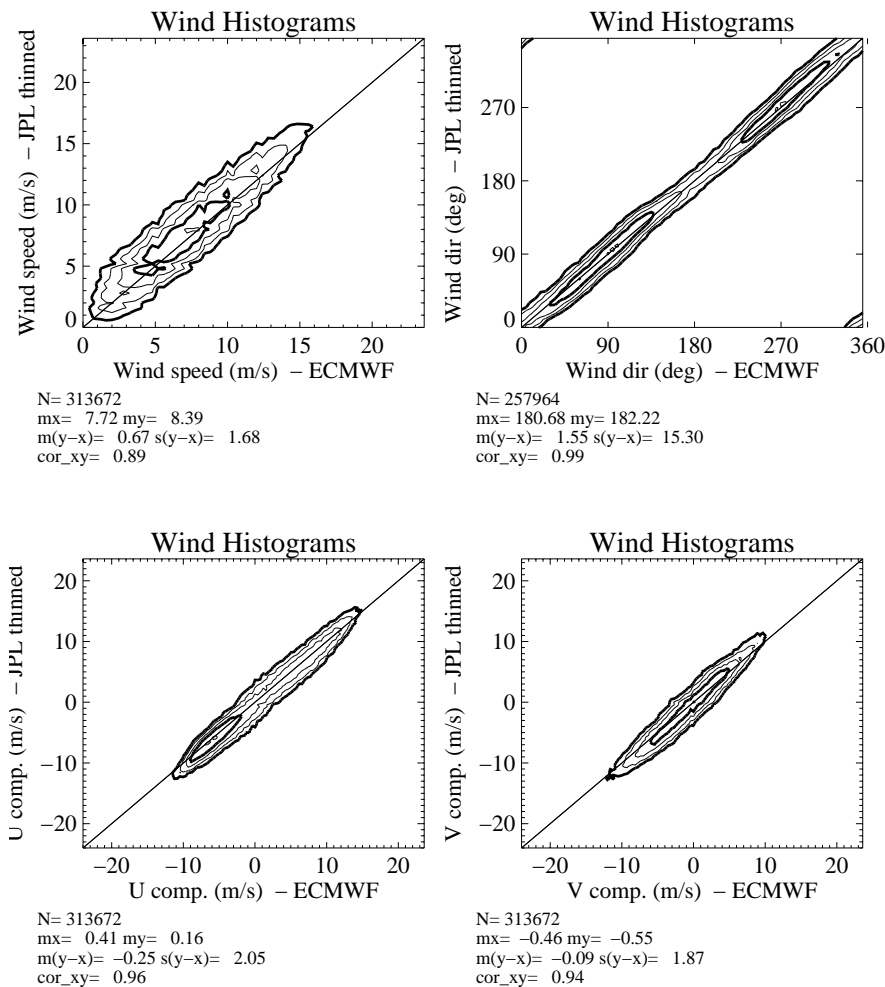 Wind Histograms
Wind speed (m/s) − JPL thinned
20
15
10
5
0
0 5 10 15 20
Wind speed (m/s) − ECMWF
N= 313672
mx= 7.72 my= 8.39
m(y−x)= 0.67 s(y−x)= 1.68
cor_xy= 0.89
Wind Histograms
Wind dir (deg) − JPL thinned
270
180
90
0
0 90 180 270 360
Wind dir (deg) − ECMWF
N= 257964
mx= 180.68 my= 182.22
m(y−x)= 1.55 s(y−x)= 15.30
cor_xy= 0.99
Wind Histograms
U comp. (m/s) − JPL thinned
20
10
0
−10
−20
−20 −10 0 10 20
U comp. (m/s) − ECMWF
N= 313672
mx= 0.41 my= 0.16
m(y−x)= −0.25 s(y−x)= 2.05
cor_xy= 0.96
Wind Histograms
V comp. (m/s) − JPL thinned
20
10
0
−10
−20
−20 −10 0 10 20
V comp. (m/s) − ECMWF
N= 313672
mx= −0.46 my= −0.55
m(y−x)= −0.09 s(y−x)= 1.87
cor_xy= 0.94